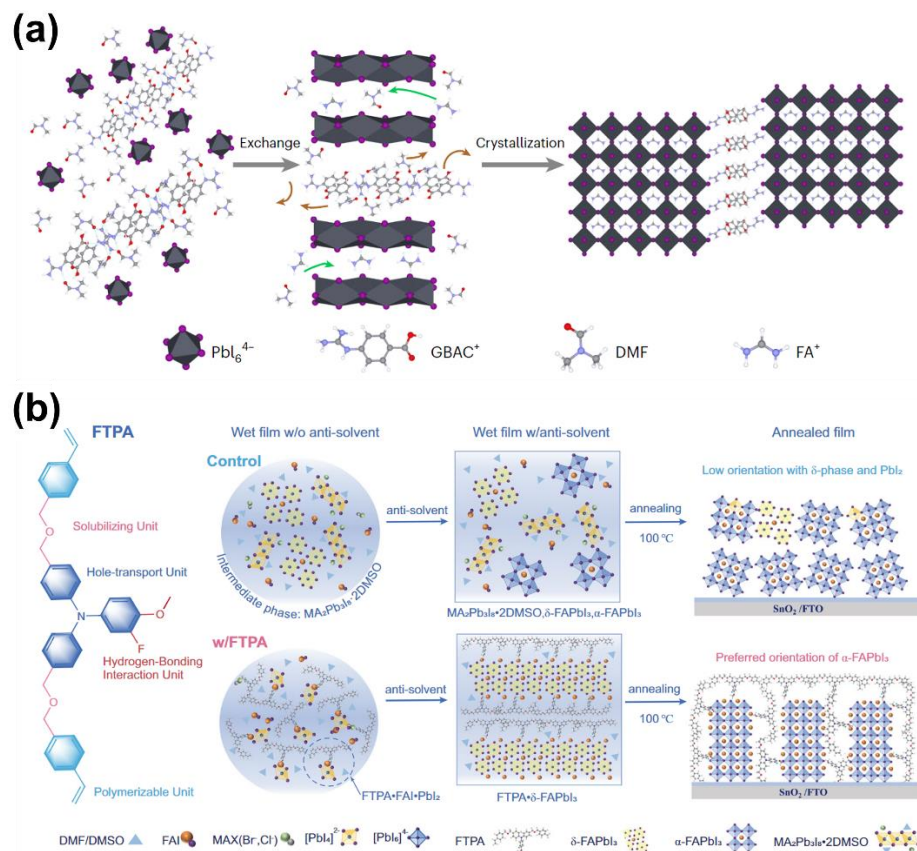 (a)
Exchange
Crystallization
PbI₆⁴⁻
GBAC⁺
DMF
FA⁺
(b)
FTPA
Wet film w/o anti-solvent
Wet film w/anti-solvent
Annealed film
Control
Low orientation with δ-phase and PbI₂
Solubilizing Unit
anti-solvent
annealing
100 ℃
Hole-transport Unit
Intermediate phase: MA₂Pb₃I₈·2DMSO
MA₂Pb₃I₈•2DMSO,δ-FAPbI₃,α-FAPbI₃
SnO₂ /FTO
N
O
O
F
O
Hydrogen-Bonding
Interaction Unit
w/FTPA
Preferred orientation of α-FAPbI₃
anti-solvent
annealing
100 ℃
Polymerizable Unit
FTPA•FAI•PbI₂
FTPA•δ-FAPbI₃
SnO₂ /FTO
DMF/DMSO
FAI
MAX(Br⁻,Cl⁻)
[PbI₄]²⁻
[PbI₆]⁴⁻
FTPA
δ-FAPbI₃
α-FAPbI₃
MA₂Pb₃I₈•2DMSO